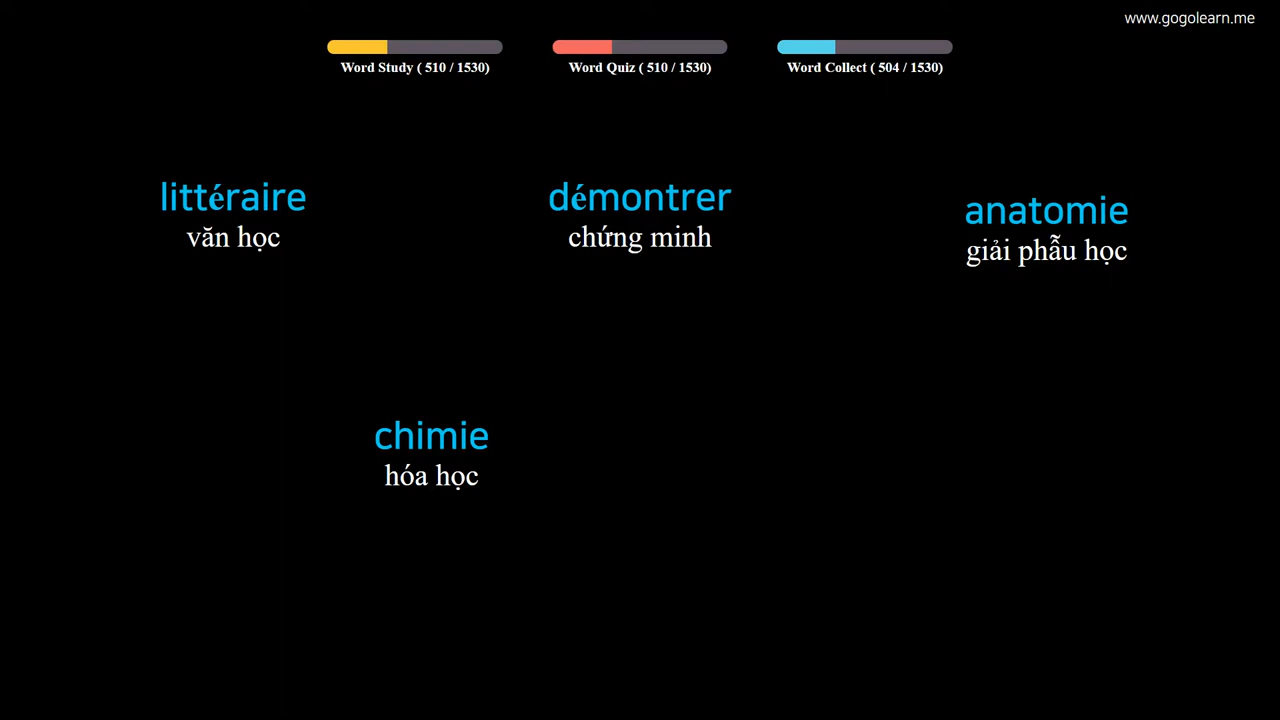 www.gogolearn.me
Word Study ( 510 / 1530)
Word Quiz ( 510 / 1530)
Word Collect ( 504 / 1530)
littéraire
văn học
démontrer
chứng minh
anatomie
giải phẫu học
chimie
hóa học